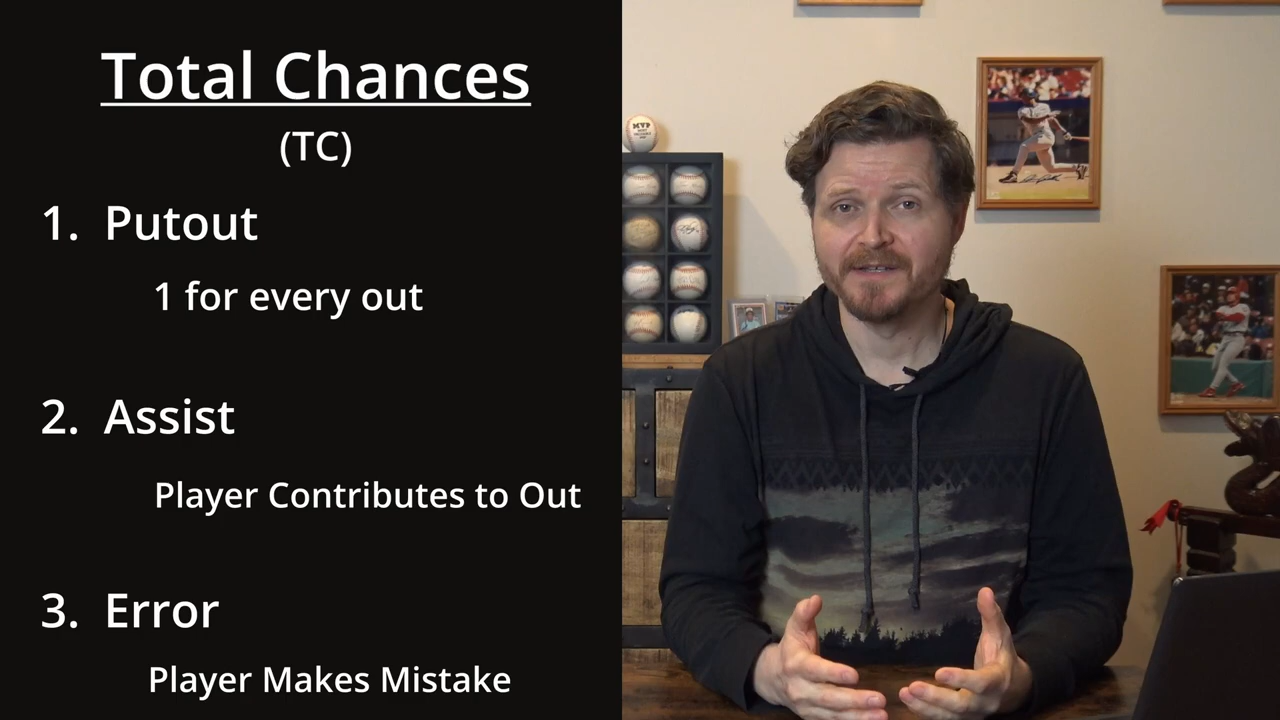 Total Chances
(TC)
1. Putout
1 for every out
2. Assist
Player Contributes to Out
3. Error
Player Makes Mistake
MVP